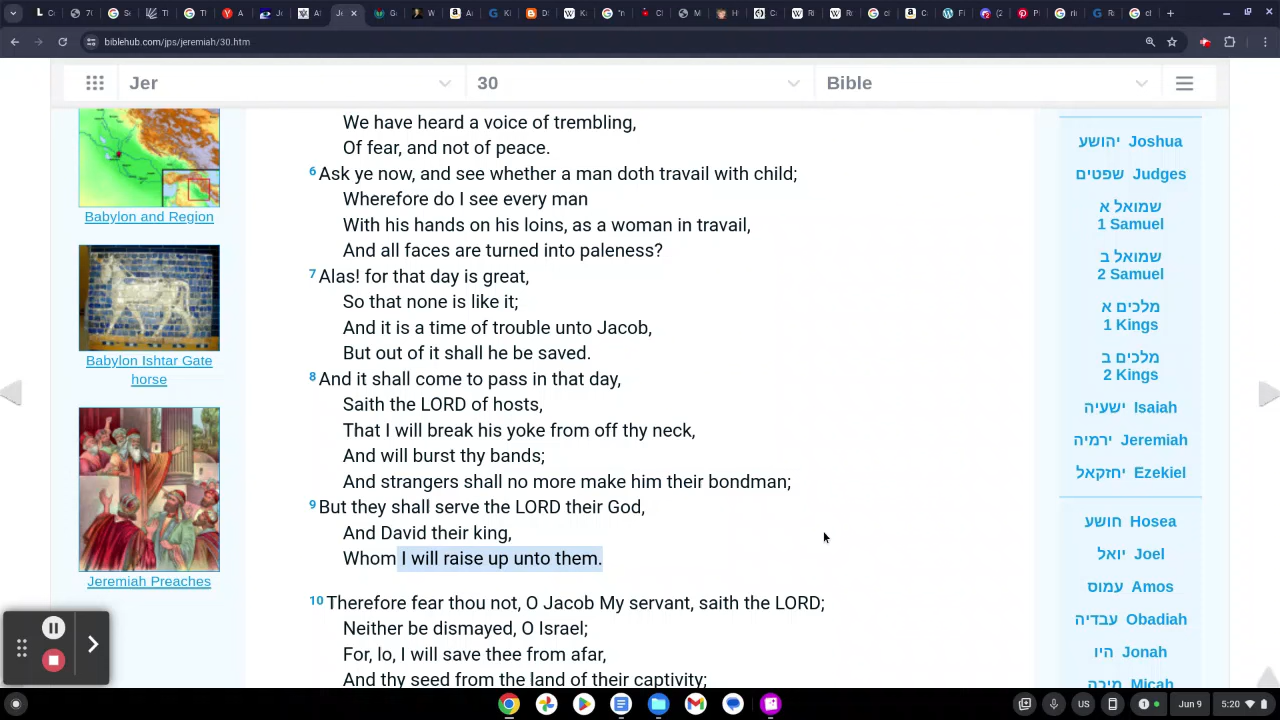 biblehub.com/jps/jeremiah/30.htm
Jer
30
Bible
We have heard a voice of trembling,
Of fear, and not of peace.
6 Ask ye now, and see whether a man doth travail with child;
Wherefore do I see every man
With his hands on his loins, as a woman in travail,
And all faces are turned into paleness?
7 Alas! for that day is great,
So that none is like it;
And it is a time of trouble unto Jacob,
But out of it shall he be saved.
8 And it shall come to pass in that day,
Saith the LORD of hosts,
That I will break his yoke from off thy neck,
And will burst thy bands;
And strangers shall no more make him their bondman;
9 But they shall serve the LORD their God,
And David their king,
Whom I will raise up unto them.
10 Therefore fear thou not, O Jacob My servant, saith the LORD;
Neither be dismayed, O Israel;
For, lo, I will save thee from afar,
And thy seed from the land of their captivity;
Babylon and Region
Babylon Ishtar Gate
horse
Jeremiah Preaches
יהושע Joshua
שפטים Judges
שמואל א
1 Samuel
שמואל ב
2 Samuel
מלכים א
1 Kings
מלכים ב
2 Kings
ישעיה Isaiah
ירמיה Jeremiah
יחזקאל Ezekiel
הושע Hosea
יואל Joel
עמוס Amos
עבדיה Obadiah
היו Jonah
מיכה Micah
US
1
Jun 9
5:20